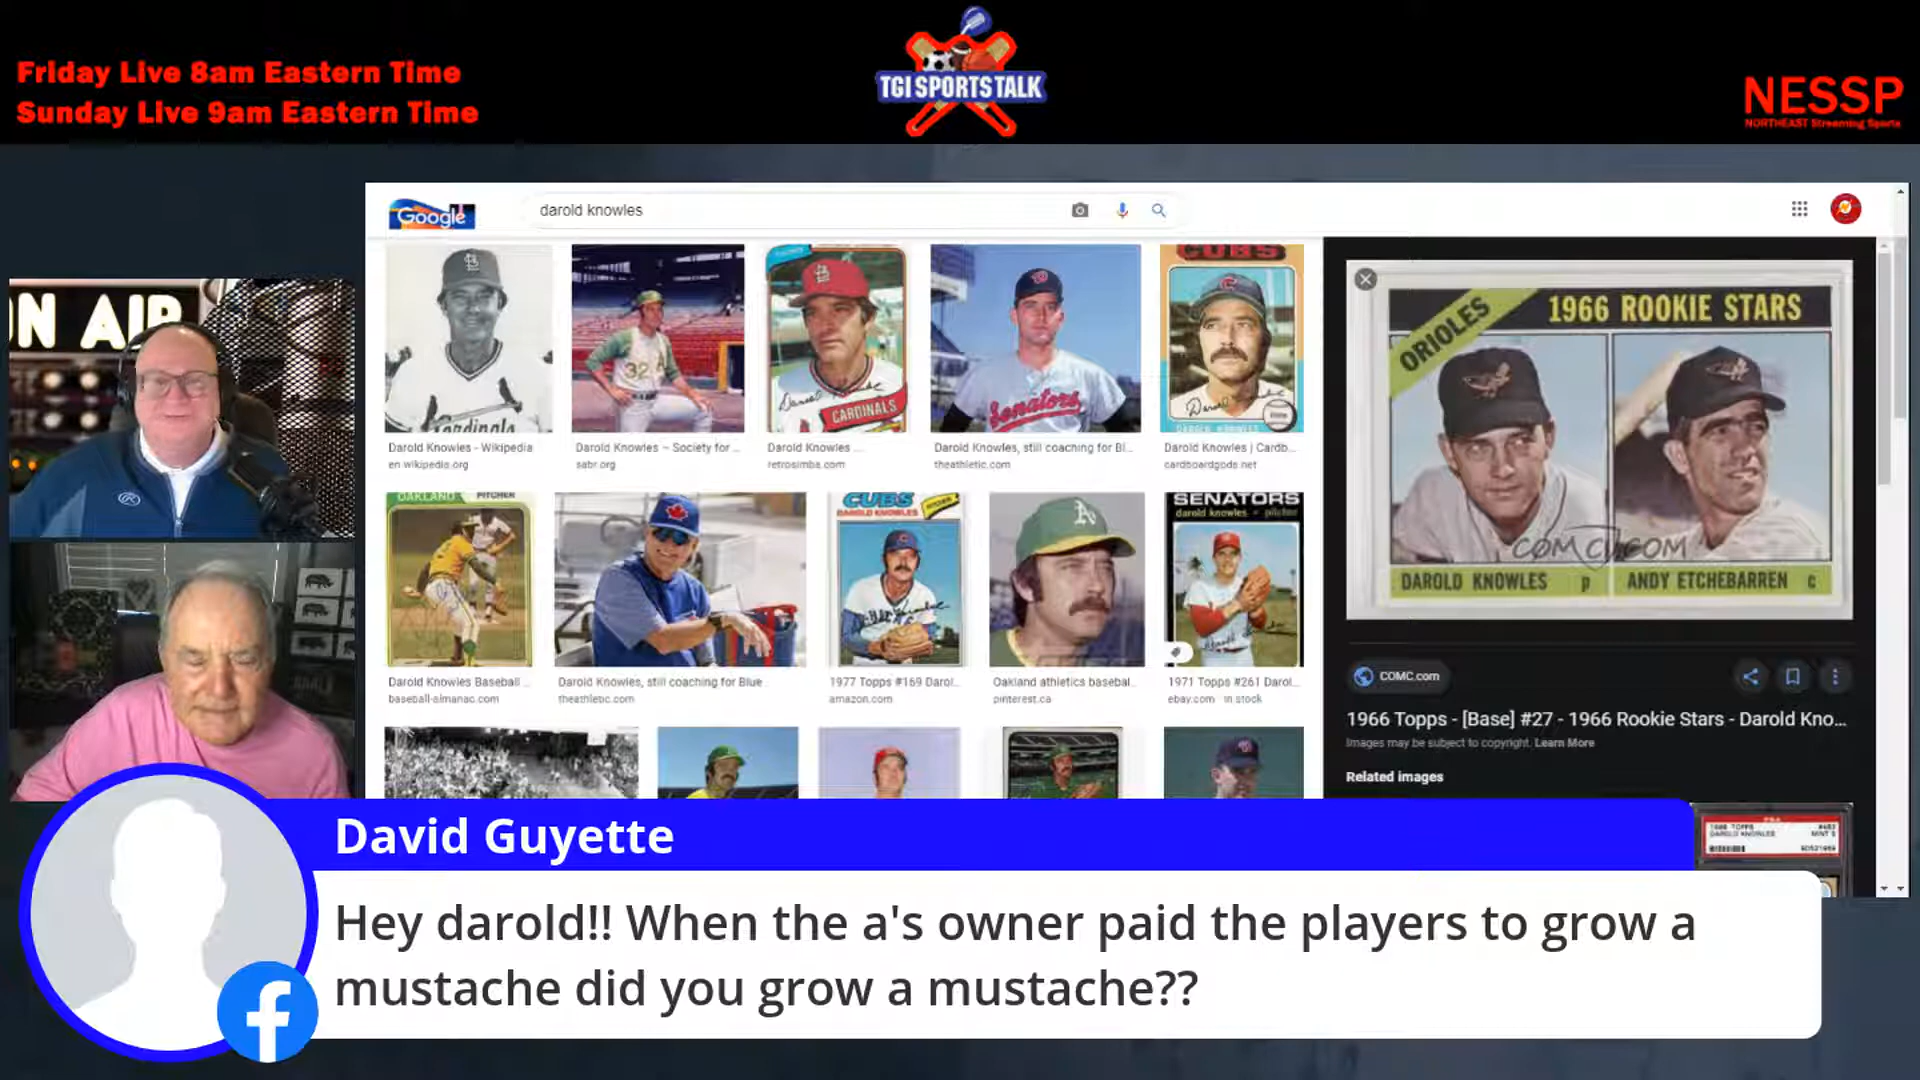 Friday Live 8am Eastern Time
Sunday Live 9am Eastern Time
TGI SPORTS TALK
NESSP
NORTHEAST Streaming Sports
Google
darold knowles
N AIR
Cardinals
32 A
CARDINALS
Senators
CUBS
Darold Knowles - Wikipedia
en.wikipedia.org
Darold Knowles – Society for ...
sabr.org
Darold Knowles ...
retrosimba.com
Darold Knowles, still coaching for Bl...
theathletic.com
Darold Knowles | Cardb...
cardboardgods.net
OAKLAND PITCHER
CUBS
DAROLD KNOWLES
SENATORS
darold knowles • pitcher
Darold Knowles Baseball ...
baseball-almanac.com
Darold Knowles, still coaching for Blue
theathletic.com
1977 Topps #169 Darol...
amazon.com
Oakland athletics basebal...
pinterest.ca
1971 Topps #261 Darol...
ebay.com · In stock
ORIOLES
1966 ROOKIE STARS
COMC.COM
DAROLD KNOWLES p
ANDY ETCHEBARREN c
COMC.com
1966 Topps - [Base] #27 - 1966 Rookie Stars - Darold Kno...
Images may be subject to copyright. Learn More
Related images
David Guyette
Hey darold!! When the a's owner paid the players to grow a
mustache did you grow a mustache??